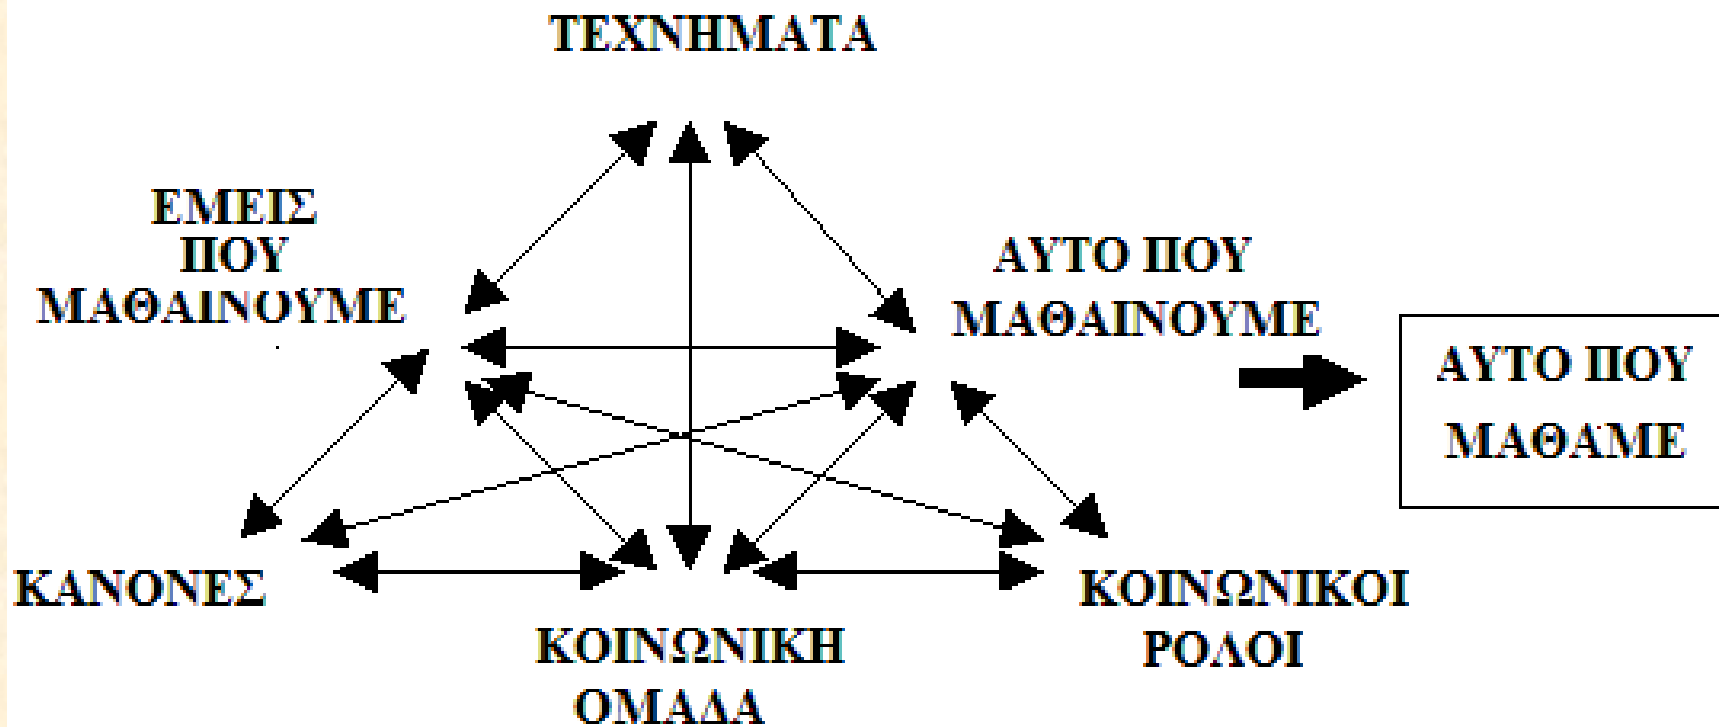 ΤΕΧΝΗΜΑΤΑ
ΕΜΕΙΣ
ΠΟΥ
ΜΑΘΑΙΝΟΥΜΕ
ΑΥΤΟ ΠΟΥ
ΜΑΘΑΙΝΟΥΜΕ
ΑΥΤΟ ΠΟΥ
ΜΑΘΑΜΕ
ΚΑΝΟΝΕΣ
ΚΟΙΝΩΝΙΚΗ
ΟΜΑΔΑ
ΚΟΙΝΩΝΙΚΟΙ
ΡΟΛΟΙ